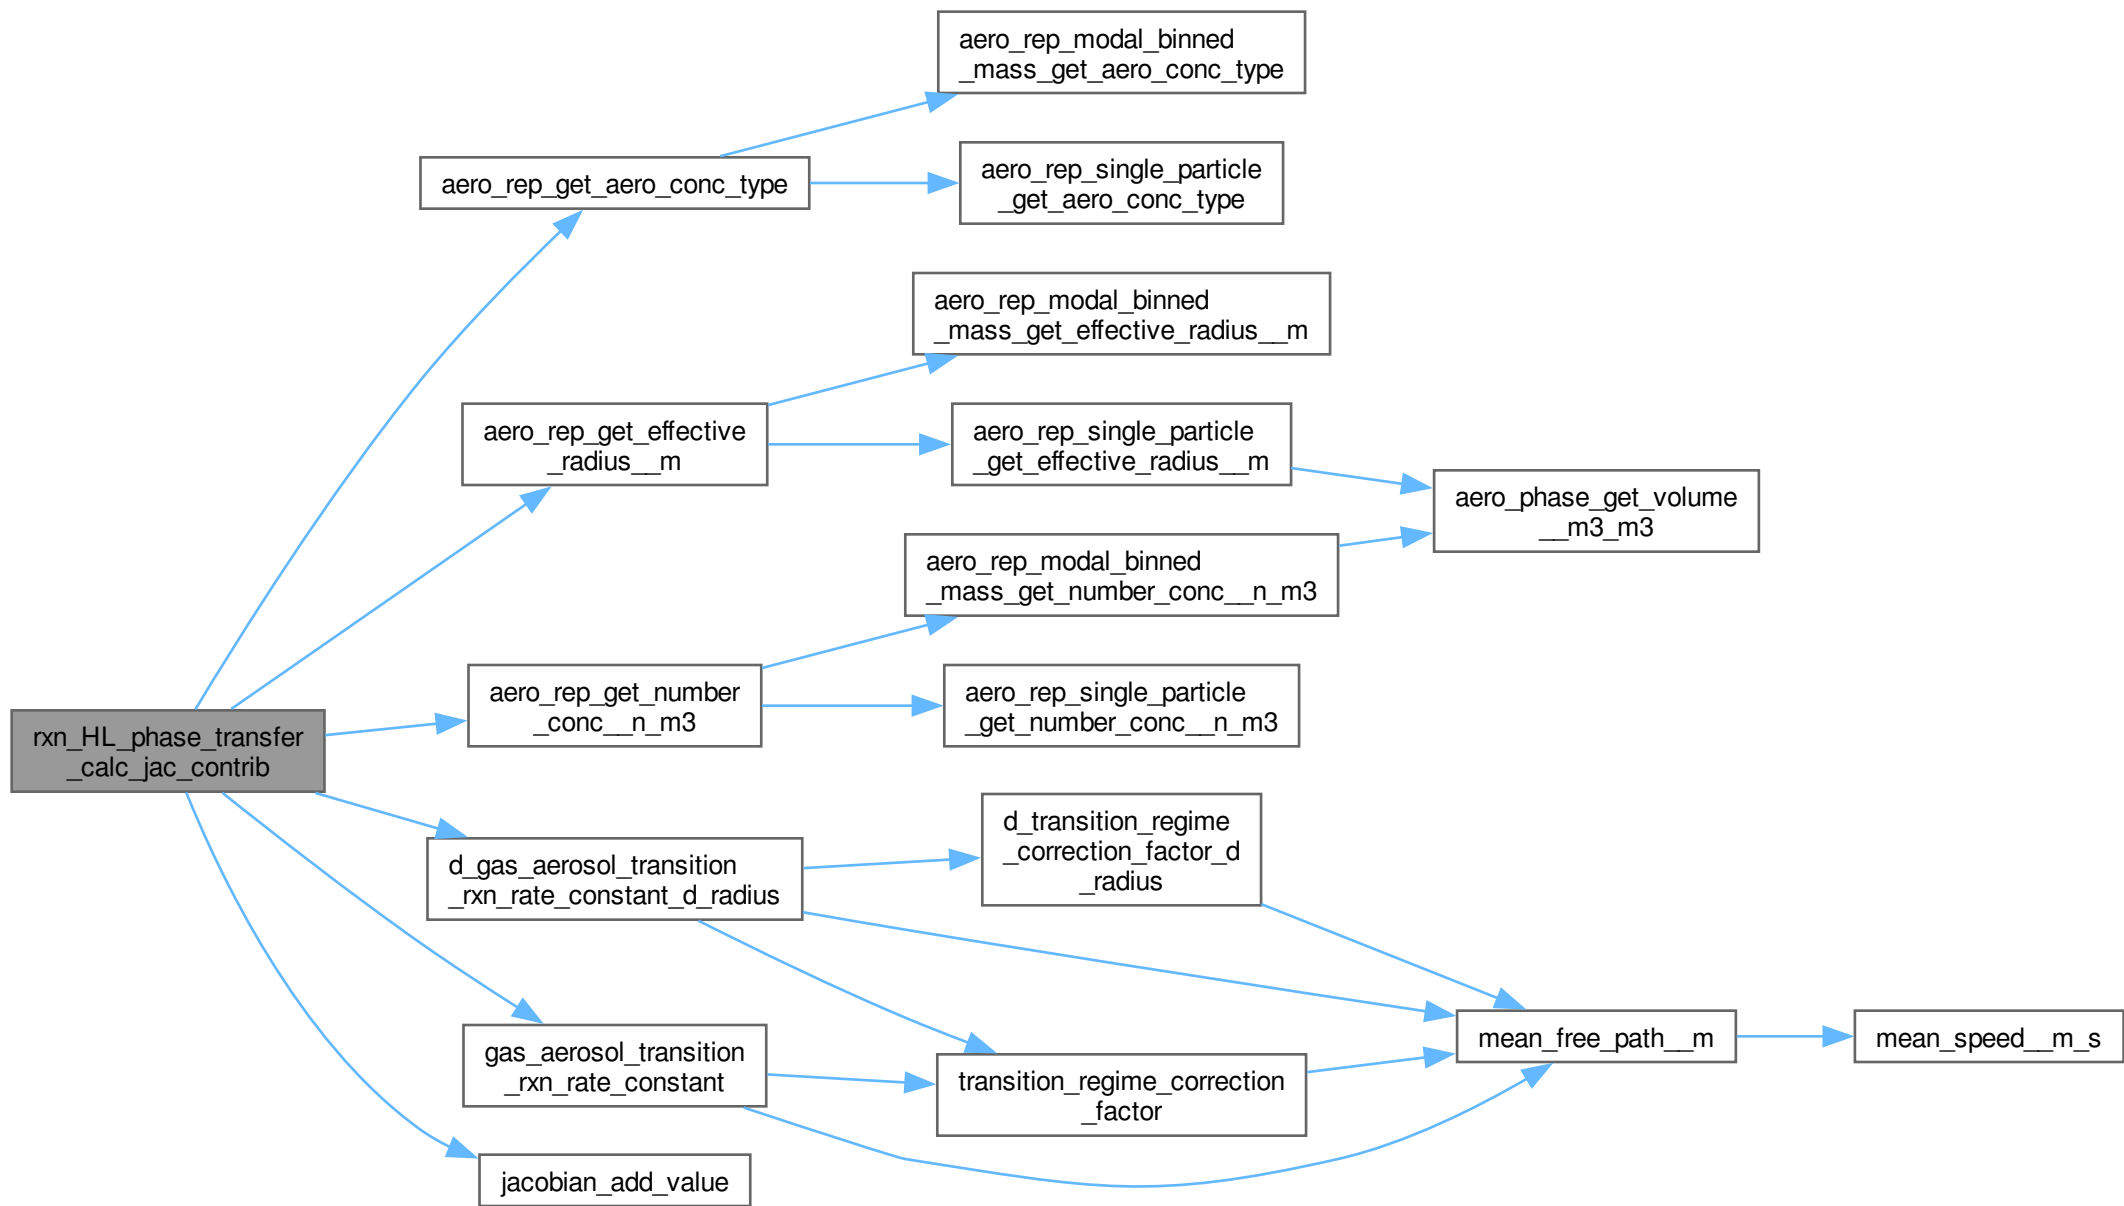 aero_rep_modal_binned
_mass_get_aero_conc_type
aero_rep_get_aero_conc_type
aero_rep_single_particle
_get_aero_conc_type
aero_rep_modal_binned
_mass_get_effective_radius__m
aero_rep_get_effective
_radius__m
aero_rep_single_particle
_get_effective_radius__m
aero_phase_get_volume
__m3_m3
aero_rep_modal_binned
_mass_get_number_conc__n_m3
aero_rep_get_number
_conc__n_m3
aero_rep_single_particle
_get_number_conc__n_m3
rxn_HL_phase_transfer
_calc_jac_contrib
d_transition_regime
_correction_factor_d
_radius
d_gas_aerosol_transition
_rxn_rate_constant_d_radius
mean_free_path__m
mean_speed__m_s
gas_aerosol_transition
_rxn_rate_constant
transition_regime_correction
_factor
jacobian_add_value